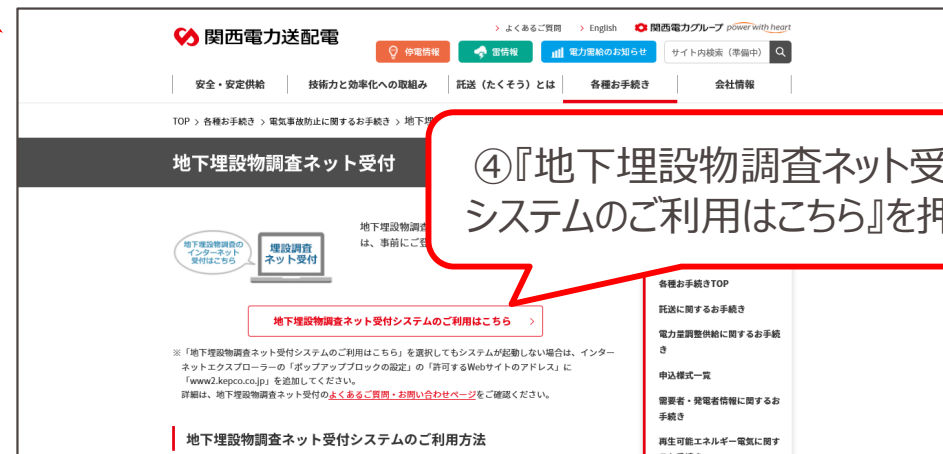 関西電力送配電
> よくあるご質問 > English 関西電力グループ power with heart
停電情報 雷情報 電力需給のお知らせ サイト内検索（準備中）
安全・安定供給 技術力と効率化への取組み 託送（たくそう）とは 各種お手続き 会社情報
TOP > 各種お手続き > 電気事故防止に関するお手続き > 地下埋
地下埋設物調査ネット受付
④『地下埋設物調査ネット受
システムのご利用はこちら』を押
地下埋設物調査の
インターネット
受付はこちら
埋設調査
ネット受付
地下埋設物調査
は、事前にご
地下埋設物調査ネット受付システムのご利用はこちら >
※「地下埋設物調査ネット受付システムのご利用はこちら」を選択してもシステムが起動しない場合は、インター
ネットエクスプローラーの「ポップアップブロックの設定」の「許可するWebサイトのアドレス」に
「www2.kepco.co.jp」を追加してください。
詳細は、地下埋設物調査ネット受付のよくあるご質問・お問い合わせページをご確認ください。
地下埋設物調査ネット受付システムのご利用方法
各種お手続きTOP
託送に関するお手続き
電力量調整供給に関するお手続
き
申込様式一覧
需要者・発電者情報に関するお
手続き
再生可能エネルギー電気に関す